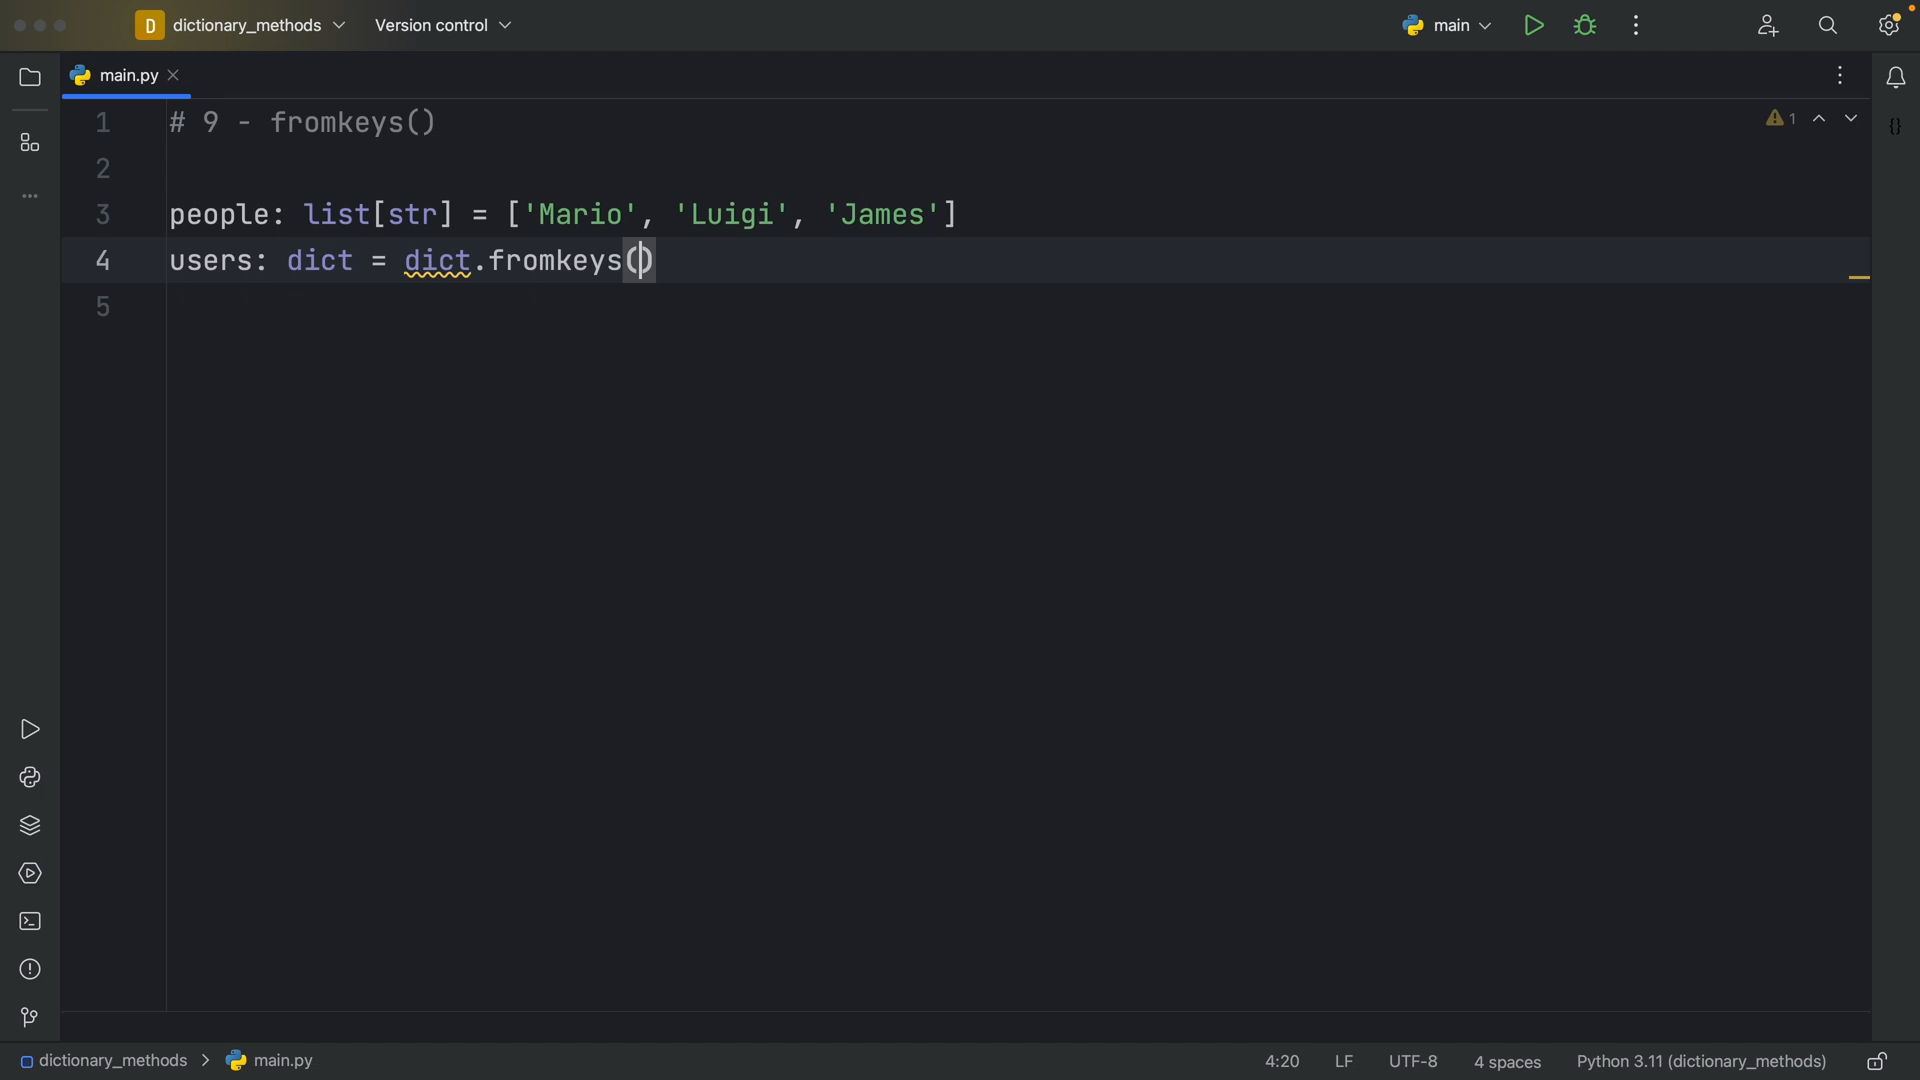 D dictionary_methods Version control main
main.py
1 # 9 - fromkeys() 1 {}
2
3 people: list[str] = ['Mario', 'Luigi', 'James']
4 users: dict = dict.fromkeys()
5
dictionary_methods > main.py 4:20 LF UTF-8 4 spaces Python 3.11 (dictionary_methods)